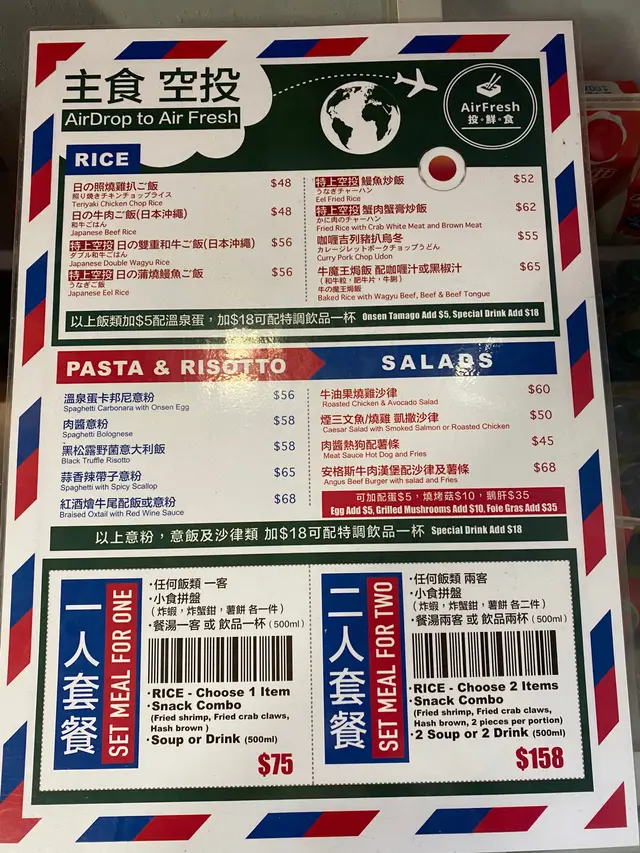 主食 空投
AirDrop to Air Fresh
AirFresh
投•鮮•食
RICE
日の照燒雞扒ご飯 $48
照り焼きチキンチョップライス
Teriyaki Chicken Chop Rice
日の牛肉ご飯(日本沖繩) $48
和牛ごはん
Japanese Beef Rice
特上空投 日の雙重和牛ご飯(日本沖繩) $56
ダブル和牛ごはん
Japanese Double Wagyu Rice
特上空投 日の蒲燒鰻魚ご飯 $56
うなぎご飯
Japanese Eel Rice
特上空投 鰻魚炒飯 $52
うなぎチャーハン
Eel Fried Rice
特上空投 蟹肉蟹膏炒飯 $62
かに肉のチャーハン
Fried Rice with Crab White Meat and Brown Meat
咖喱吉列豬扒烏冬 $55
カレージレットポークチョップうどん
Curry Pork Chop Udon
牛魔王焗飯 配咖喱汁或黑椒汁 $65
(和牛粒，肥牛片，牛脷)
牛の魔王焗飯
Baked Rice with Wagyu Beef, Beef & Beef Tongue
以上飯類加$5配溫泉蛋，加$18可配特調飲品一杯 Onsen Tamago Add $5, Special Drink Add $18
PASTA & RISOTTO
溫泉蛋卡邦尼意粉 $56
Spaghetti Carbonara with Onsen Egg
肉醬意粉 $58
Spaghetti Bolognese
黑松露野菌意大利飯 $58
Black Truffle Risotto
蒜香辣帶子意粉 $65
Spaghetti with Spicy Scallop
紅酒燴牛尾配飯或意粉 $68
Braised Oxtail with Red Wine Sauce
SALADS
牛油果燒雞沙律 $60
Roasted Chicken & Avocado Salad
煙三文魚/燒雞 凱撒沙律 $50
Caesar Salad with Smoked Salmon or Roasted Chicken
肉醬熱狗配薯條 $45
Meat Sauce Hot Dog and Fries
安格斯牛肉漢堡配沙律及薯條 $68
Angus Beef Burger with salad and Fries
可加配蛋$5，燒烤菇$10，鵝肝$35
Egg Add $5, Grilled Mushrooms Add $10, Foie Gras Add $35
以上意粉，意飯及沙律類 加$18可配特調飲品一杯 Special Drink Add $18
一人套餐
SET MEAL FOR ONE
·任何飯類 一客
·小食拼盤
(炸蝦，炸蟹鉗，薯餅 各一件)
·餐湯一客 或 飲品一杯 (500ml)
·RICE - Choose 1 Item
·Snack Combo
(Fried shrimp, Fried crab claws,
Hash brown )
·Soup or Drink (500ml)
$75
二人套餐
SET MEAL FOR TWO
·任何飯類 兩客
·小食拼盤
(炸蝦，炸蟹鉗，薯餅 各二件)
·餐湯兩客 或 飲品兩杯 (500ml)
·RICE - Choose 2 Items
·Snack Combo
(Fried shrimp, Fried crab claws,
Hash brown, 2 pieces per portion)
·2 Soup or 2 Drink (500ml)
$158